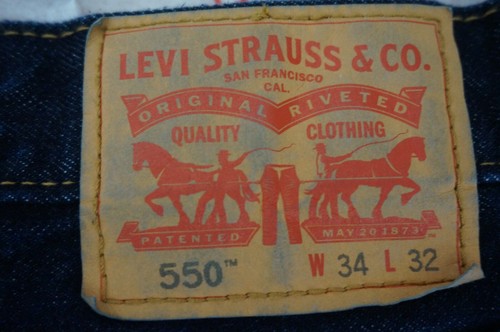 LEVI STRAUSS & CO.
SAN FRANCISCO
CAL.
ORIGINAL RIVETED
QUALITY CLOTHING
PATENTED MAY 20 1873
550™ W 34 L 32